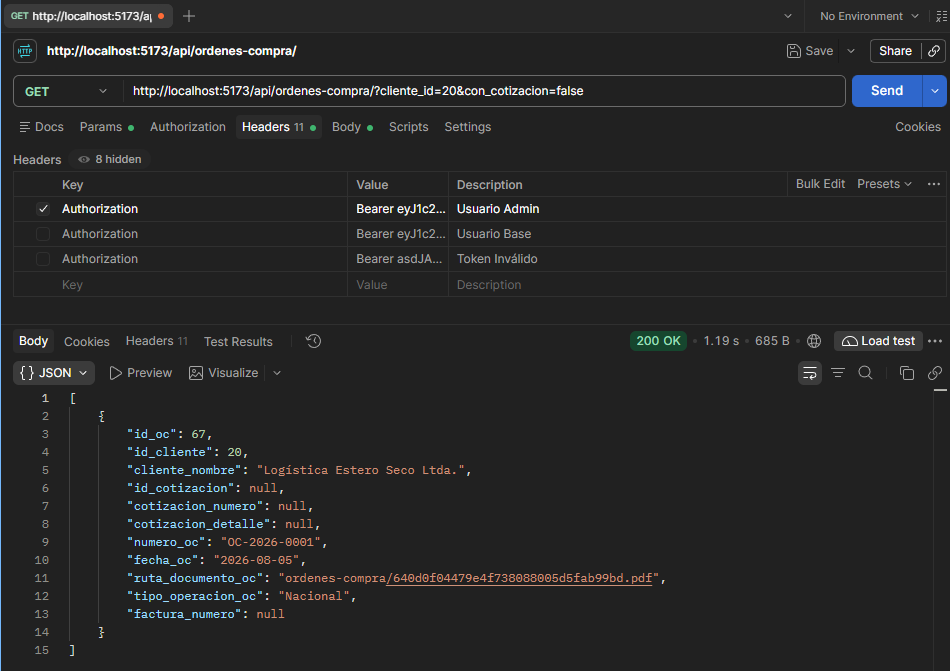 GET http://localhost:5173/a
No Environment
HTTP http://localhost:5173/api/ordenes-compra/
Save Share
GET http://localhost:5173/api/ordenes-compra/?cliente_id=20&con_cotizacion=false Send
Docs Params Authorization Headers 11 Body Scripts Settings Cookies
Headers 8 hidden
Key Value Description Bulk Edit Presets
Authorization Bearer eyJ1c2... Usuario Admin
Authorization Bearer eyJ1c2... Usuario Base
Authorization Bearer asdJA... Token Inválido
Key Value Description
Body Cookies Headers 11 Test Results 200 OK • 1.19 s • 685 B • Load test
{} JSON Preview Visualize
1 [
2 {
3 "id_oc": 67,
4 "id_cliente": 20,
5 "cliente_nombre": "Logística Estero Seco Ltda.",
6 "id_cotizacion": null,
7 "cotizacion_numero": null,
8 "cotizacion_detalle": null,
9 "numero_oc": "OC-2026-0001",
10 "fecha_oc": "2026-08-05",
11 "ruta_documento_oc": "ordenes-compra/640d0f04479e4f738088005d5fab99bd.pdf",
12 "tipo_operacion_oc": "Nacional",
13 "factura_numero": null
14 }
15 ]